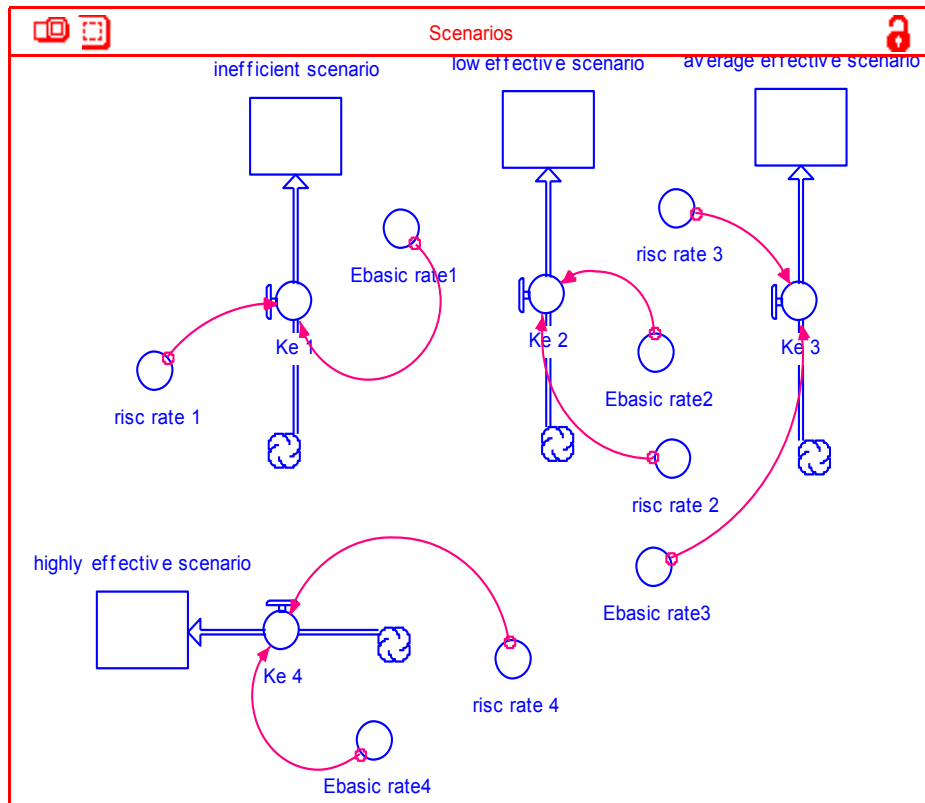 Scenarios
inefficient scenario
low effective scenario
average effective scenario
Ebasic rate1
risc rate 3
Ke 1
Ke 2
Ke 3
risc rate 1
Ebasic rate2
risc rate 2
highly effective scenario
Ebasic rate3
Ke 4
risc rate 4
Ebasic rate4